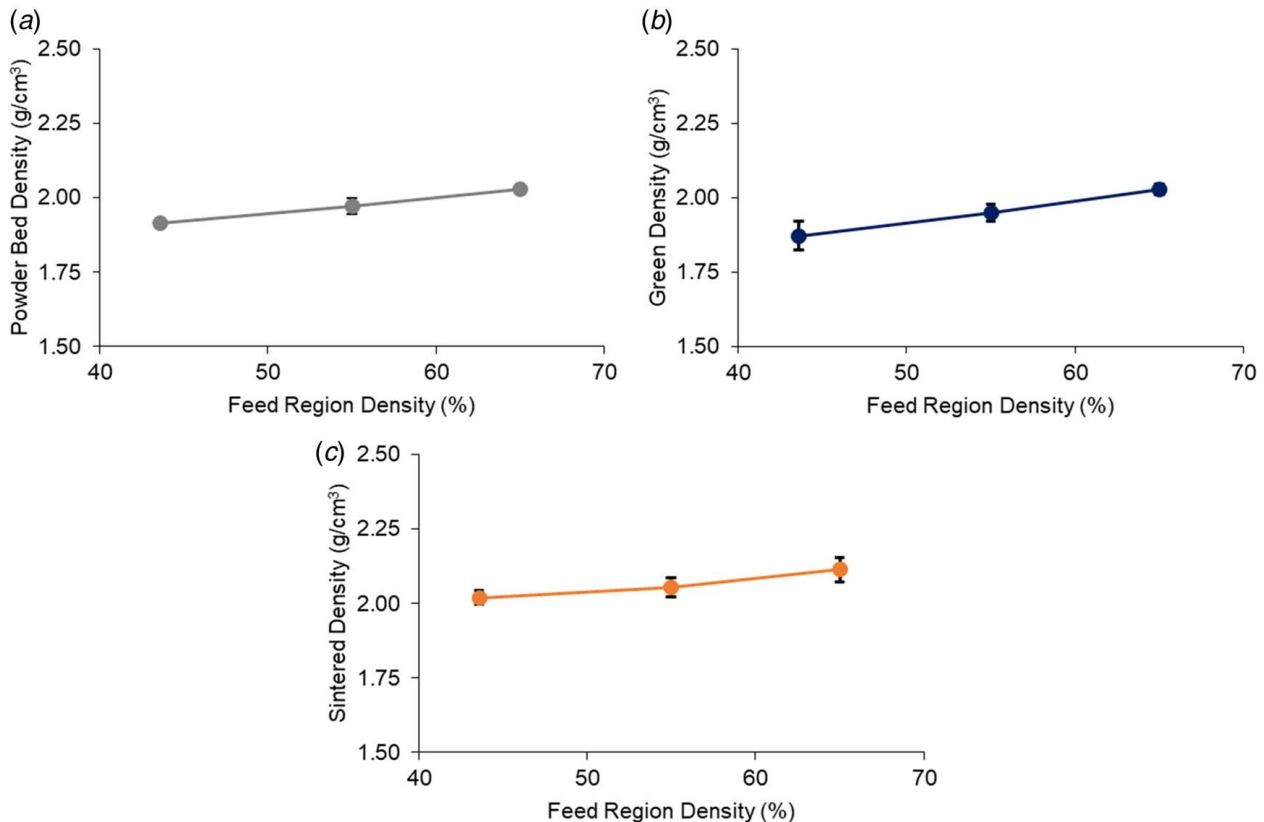 (a)
Powder Bed Density (g/cm³)
2.50
2.25
2.00
1.75
1.50
40 50 60 70
Feed Region Density (%)
(b)
Green Density (g/cm³)
2.50
2.25
2.00
1.75
1.50
40 50 60 70
Feed Region Density (%)
(c)
Sintered Density (g/cm³)
2.50
2.25
2.00
1.75
1.50
40 50 60 70
Feed Region Density (%)